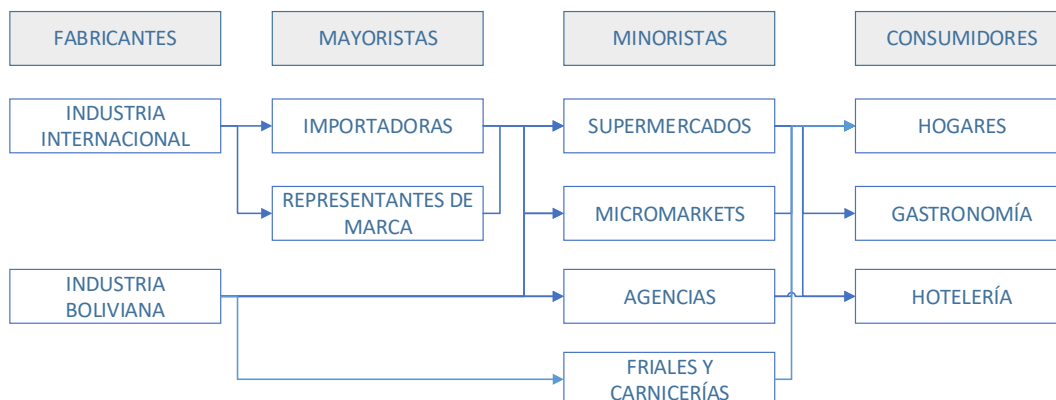 FABRICANTES
MAYORISTAS
MINORISTAS
CONSUMIDORES
INDUSTRIA
INTERNACIONAL
IMPORTADORAS
SUPERMERCADOS
HOGARES
REPRESENTANTES DE
MARCA
MICROMARKETS
GASTRONOMÍA
INDUSTRIA
BOLIVIANA
AGENCIAS
HOTELERÍA
FRIALES Y
CARNICERÍAS